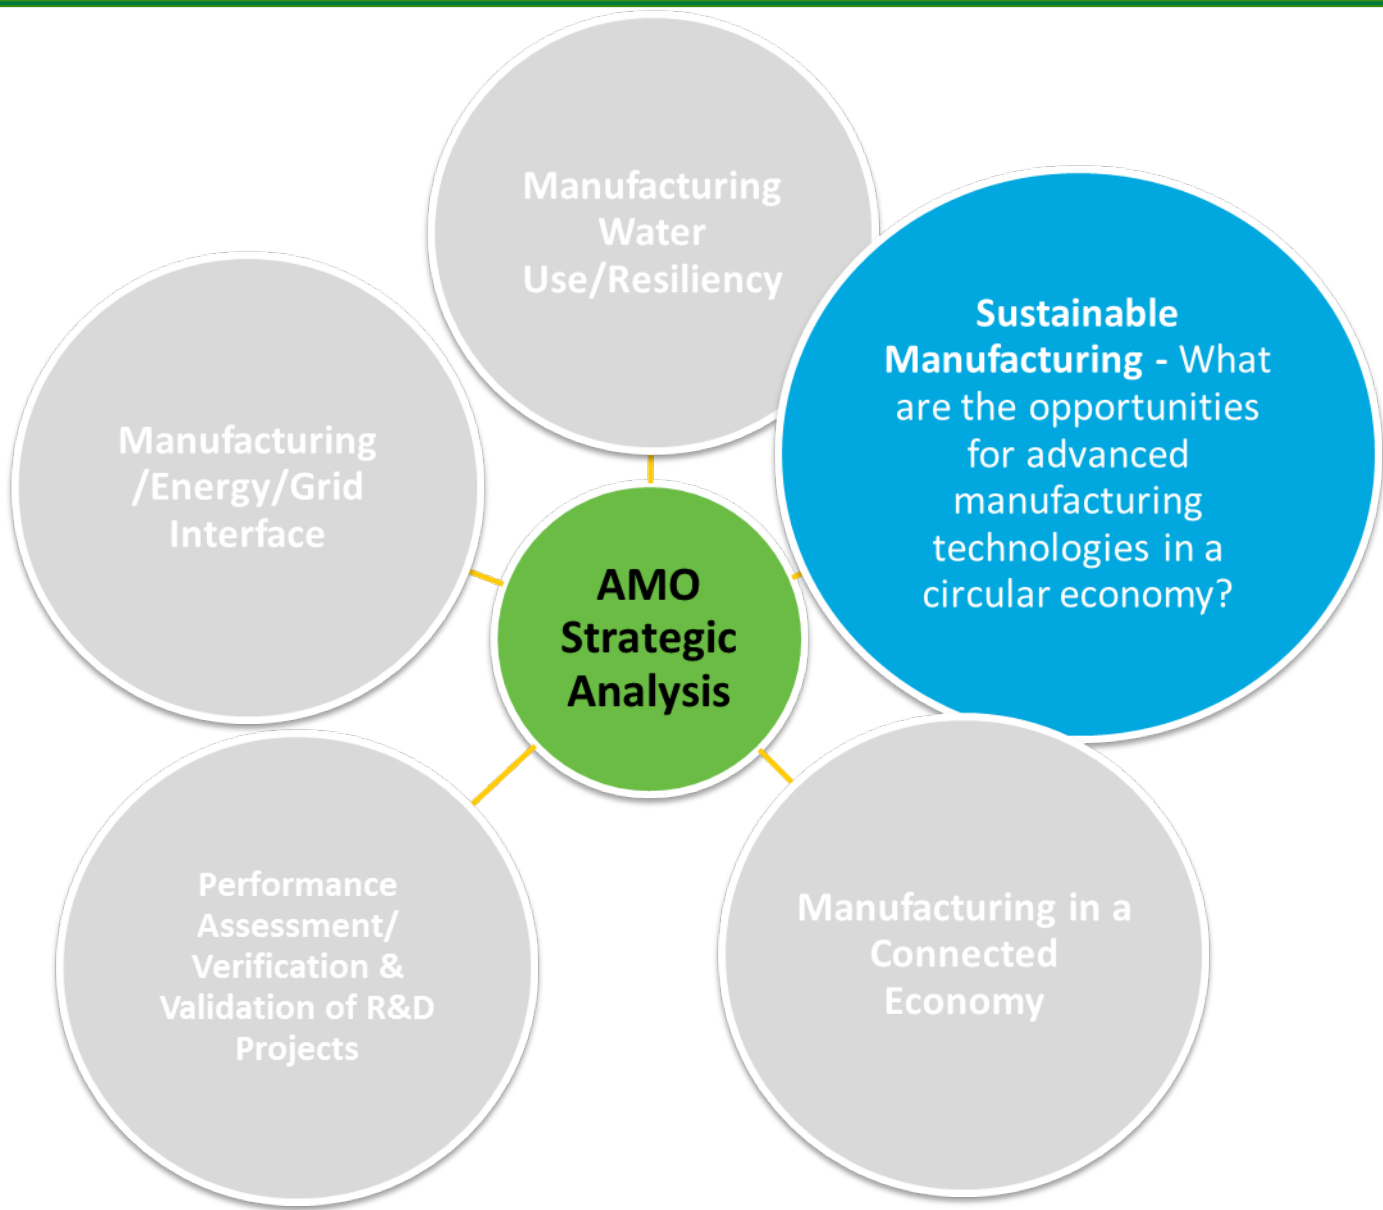 Manufacturing
Water
Use/Resiliency
Sustainable
Manufacturing - What
are the opportunities
for advanced
manufacturing
technologies in a
circular economy?
Manufacturing
/Energy/Grid
Interface
AMO
Strategic
Analysis
Performance
Assessment/
Verification &
Validation of R&D
Projects
Manufacturing in a
Connected
Economy